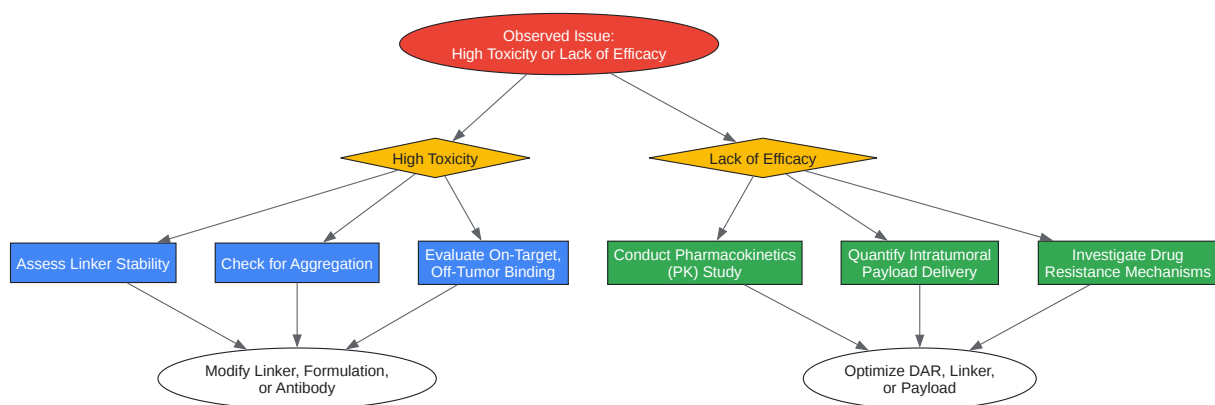 Observed Issue:
High Toxicity or Lack of Efficacy
High Toxicity
Lack of Efficacy
Assess Linker Stability
Check for Aggregation
Evaluate On-Target,
Off-Tumor Binding
Conduct Pharmacokinetics
(PK) Study
Quantify Intratumoral
Payload Delivery
Investigate Drug
Resistance Mechanisms
Modify Linker, Formulation,
or Antibody
Optimize DAR, Linker,
or Payload